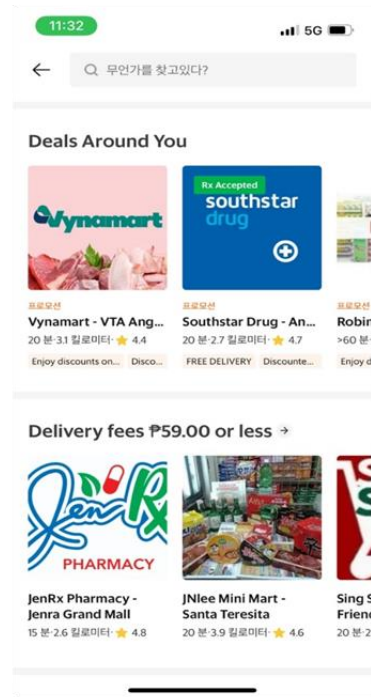 11:32
5G
무언가를 찾고있다?
Deals Around You
Vynamart
Rx Accepted
southstar
drug
프로모션
프로모션
프로모션
Vynamart - VTA Ang...
Southstar Drug - An...
Robin
20 분·3.1 킬로미터· 4.4
20 분·2.7 킬로미터· 4.7
>60 분·
Enjoy discounts on...
Disco...
FREE DELIVERY
Discounte...
Enjoy d
Delivery fees ₱59.00 or less
JenRx
PHARMACY
JenRx Pharmacy -
Jenra Grand Mall
JNlee Mini Mart -
Santa Teresita
Sing S
Frien
15 분·2.6 킬로미터· 4.8
20 분·3.9 킬로미터· 4.6
20 분·2